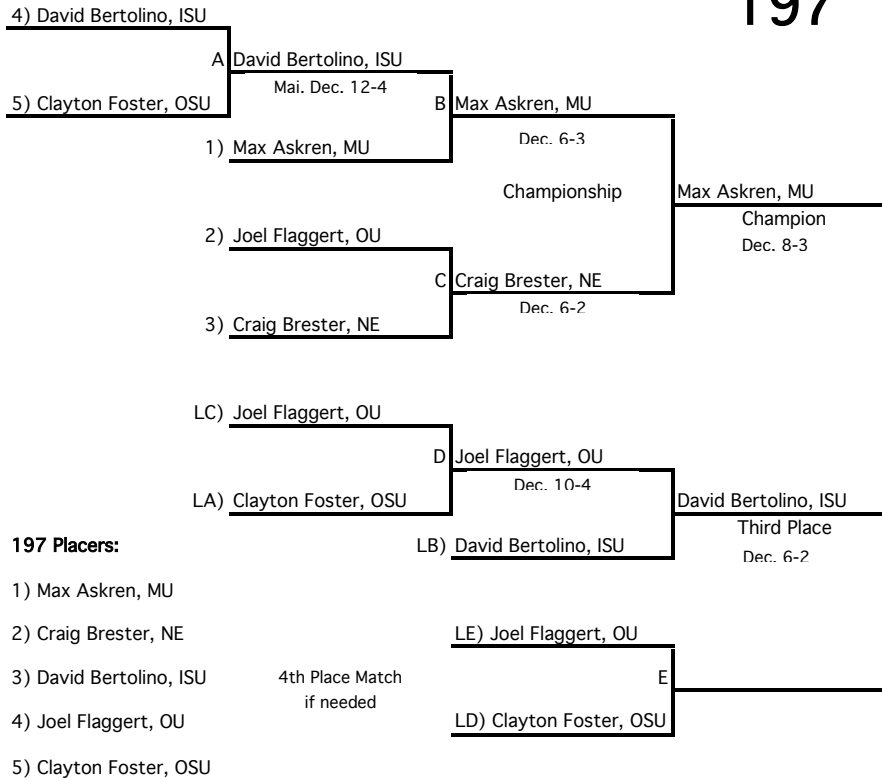 197
4) David Bertolino, ISU
A David Bertolino, ISU
Maj. Dec. 12-4
5) Clayton Foster, OSU
B Max Askren, MU
Dec. 6-3
1) Max Askren, MU
Championship
Max Askren, MU
Champion
Dec. 8-3
2) Joel Flaggert, OU
C Craig Brester, NE
Dec. 6-2
3) Craig Brester, NE
LC) Joel Flaggert, OU
D Joel Flaggert, OU
Dec. 10-4
LA) Clayton Foster, OSU
David Bertolino, ISU
Third Place
Dec. 6-2
LB) David Bertolino, ISU
197 Placers:
1) Max Askren, MU
2) Craig Brester, NE
3) David Bertolino, ISU
4) Joel Flaggert, OU
5) Clayton Foster, OSU
4th Place Match
if needed
LE) Joel Flaggert, OU
E
LD) Clayton Foster, OSU